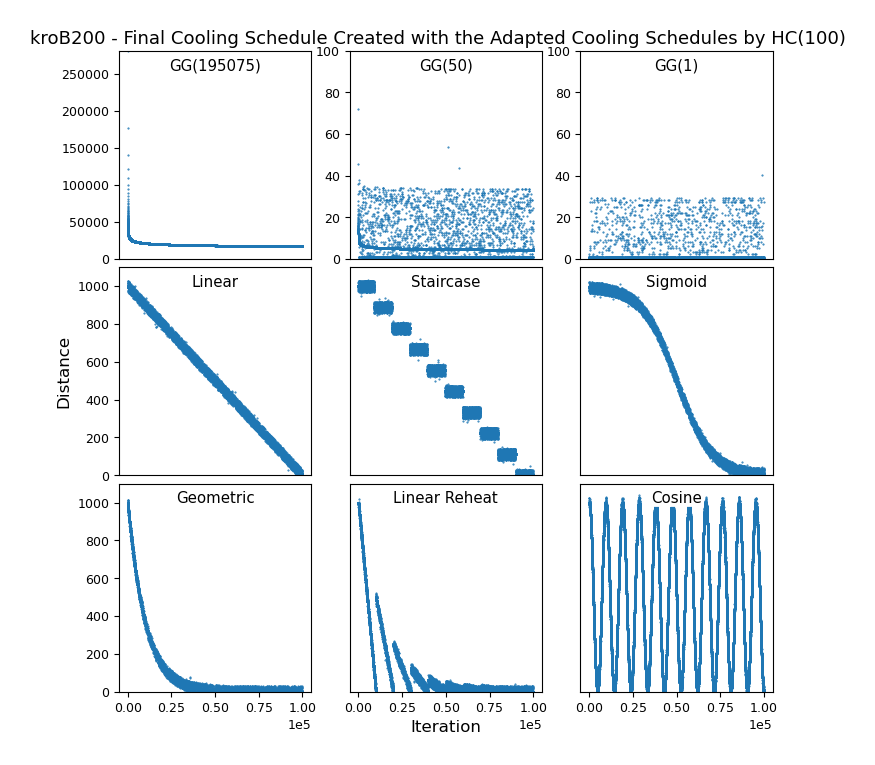 kroB200 - Final Cooling Schedule Created with the Adapted Cooling Schedules by HC(100)
GG(195075)
250000
200000
150000
100000
50000
0
GG(50)
100
80
60
40
20
0
GG(1)
100
80
60
40
20
0
Distance
Linear
1000
800
600
400
200
0
Staircase
Sigmoid
Geometric
1000
800
600
400
200
0
Linear Reheat
Cosine
0.00 0.25 0.50 0.75 1.00
1e5
0.00 0.25 0.50 0.75 1.00
1e5
0.00 0.25 0.50 0.75 1.00
1e5
Iteration